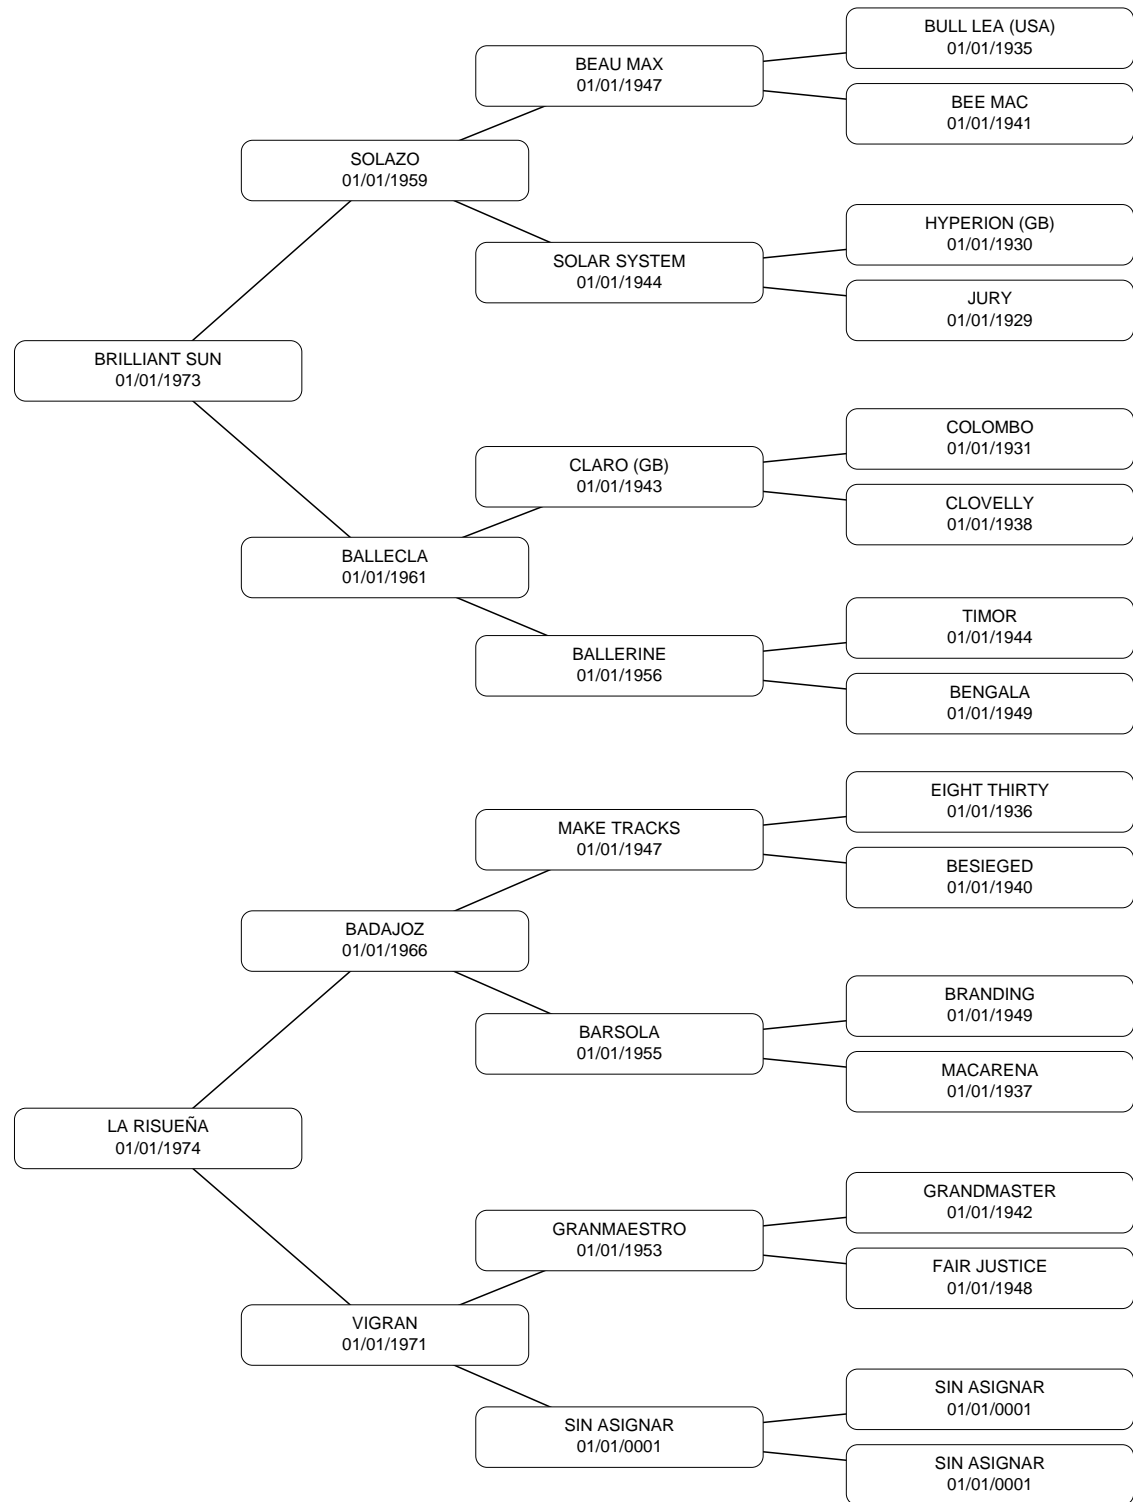 BULL LEA (USA)
01/01/1935
BEAU MAX
01/01/1947
BEE MAC
01/01/1941
SOLAZO
01/01/1959
HYPERION (GB)
01/01/1930
SOLAR SYSTEM
01/01/1944
JURY
01/01/1929
BRILLIANT SUN
01/01/1973
COLOMBO
01/01/1931
CLARO (GB)
01/01/1943
CLOVELLY
01/01/1938
BALLECLA
01/01/1961
TIMOR
01/01/1944
BALLERINE
01/01/1956
BENGALA
01/01/1949
EIGHT THIRTY
01/01/1936
MAKE TRACKS
01/01/1947
BESIEGED
01/01/1940
BADAJOZ
01/01/1966
BRANDING
01/01/1949
BARSOLA
01/01/1955
MACARENA
01/01/1937
LA RISUEÑA
01/01/1974
GRANDMASTER
01/01/1942
GRANMAESTRO
01/01/1953
FAIR JUSTICE
01/01/1948
VIGRAN
01/01/1971
SIN ASIGNAR
01/01/0001
SIN ASIGNAR
01/01/0001
SIN ASIGNAR
01/01/0001